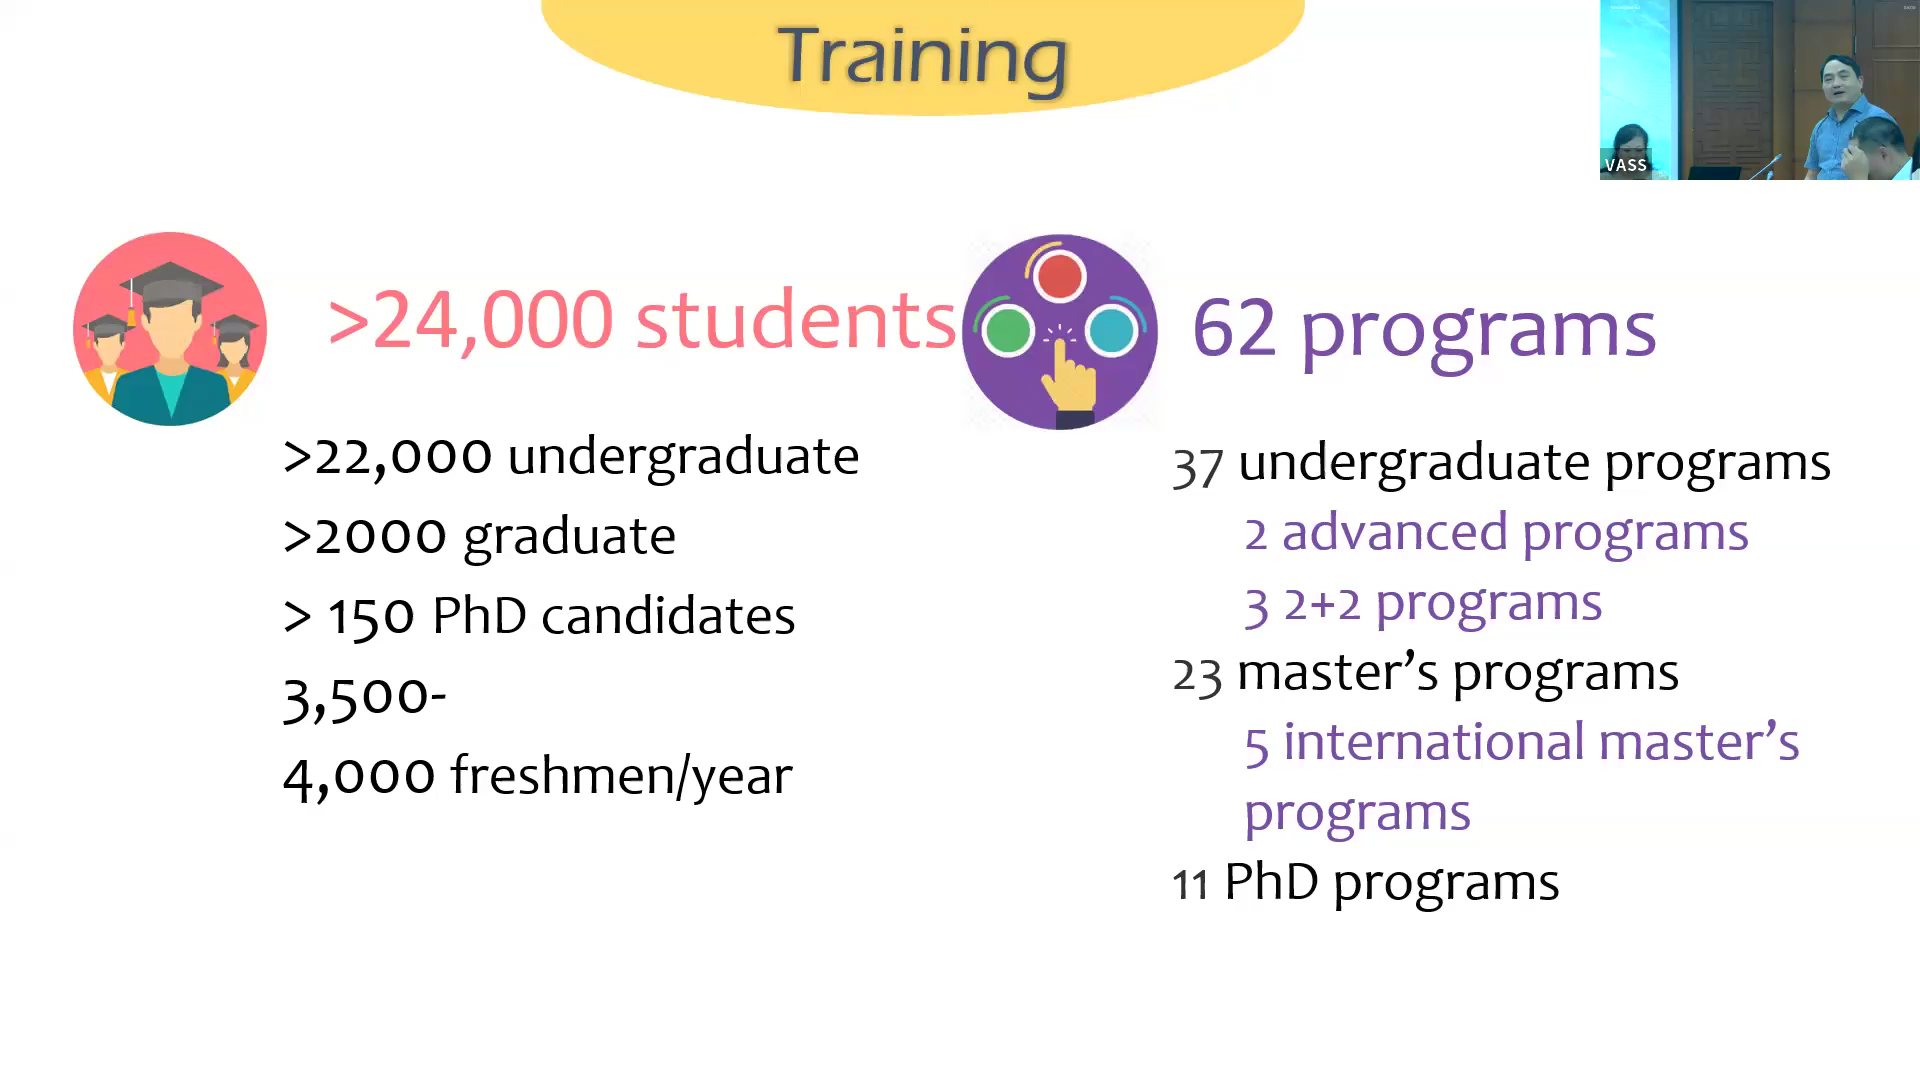 Training
VASS
>24,000 students
>22,000 undergraduate
>2000 graduate
> 150 PhD candidates
3,500-
4,000 freshmen/year
62 programs
37 undergraduate programs
2 advanced programs
3 2+2 programs
23 master’s programs
5 international master’s
programs
11 PhD programs